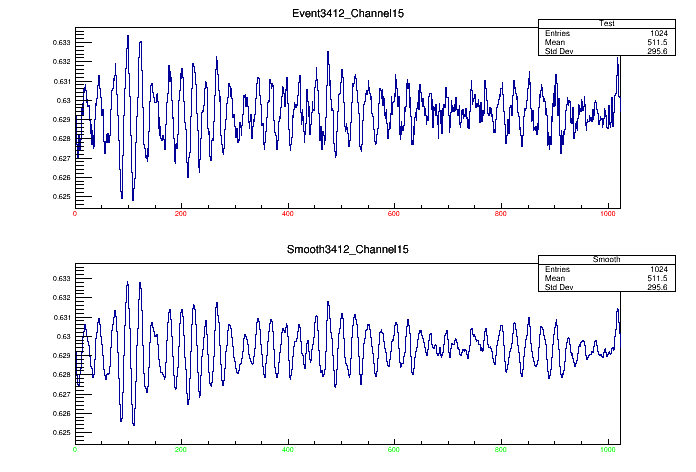 Event3412_Channel15
Test
Entries 1024
Mean 511.5
Std Dev 295.6
0.633
0.632
0.631
0.63
0.629
0.628
0.627
0.626
0.625
0 200 400 600 800 1000
Smooth3412_Channel15
Smooth
Entries 1024
Mean 511.5
Std Dev 295.6
0.633
0.632
0.631
0.63
0.629
0.628
0.627
0.626
0.625
0 200 400 600 800 1000